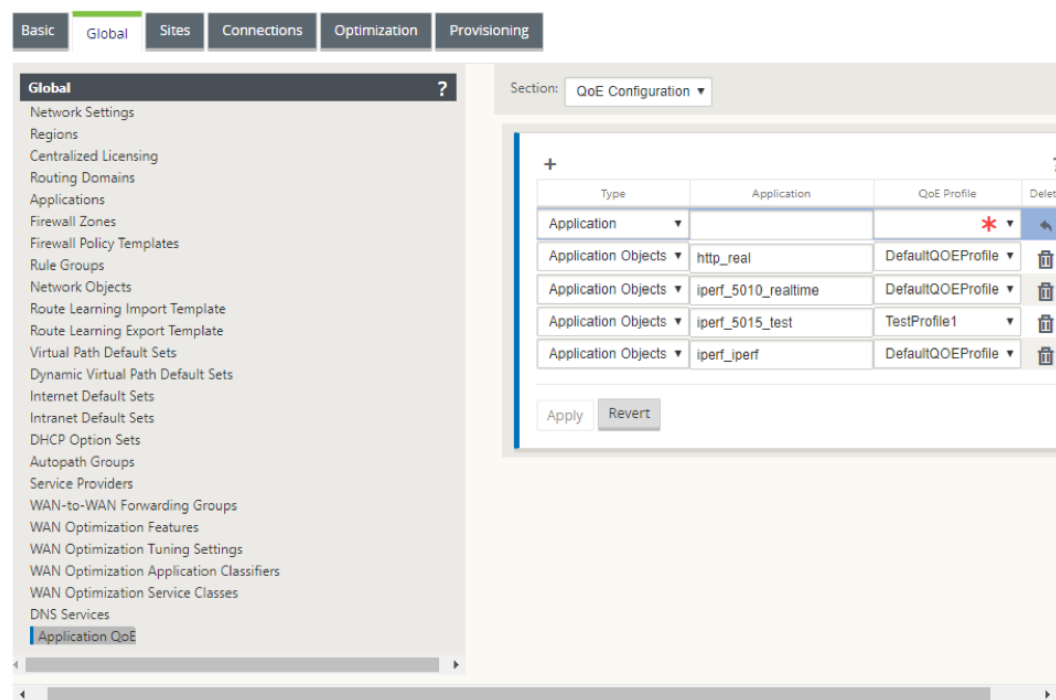 Basic Global Sites Connections Optimization Provisioning
Global ?
Network Settings
Regions
Centralized Licensing
Routing Domains
Applications
Firewall Zones
Firewall Policy Templates
Rule Groups
Network Objects
Route Learning Import Template
Route Learning Export Template
Virtual Path Default Sets
Dynamic Virtual Path Default Sets
Internet Default Sets
Intranet Default Sets
DHCP Option Sets
Autopath Groups
Service Providers
WAN-to-WAN Forwarding Groups
WAN Optimization Features
WAN Optimization Tuning Settings
WAN Optimization Application Classifiers
WAN Optimization Service Classes
DNS Services
Application QoE
Section: QoE Configuration
+ ?
Type Application QoE Profile Delet
Application *
Application Objects http_real DefaultQOEProfile
Application Objects iperf_5010_realtime DefaultQOEProfile
Application Objects iperf_5015_test TestProfile1
Application Objects iperf_iperf DefaultQOEProfile
Apply Revert